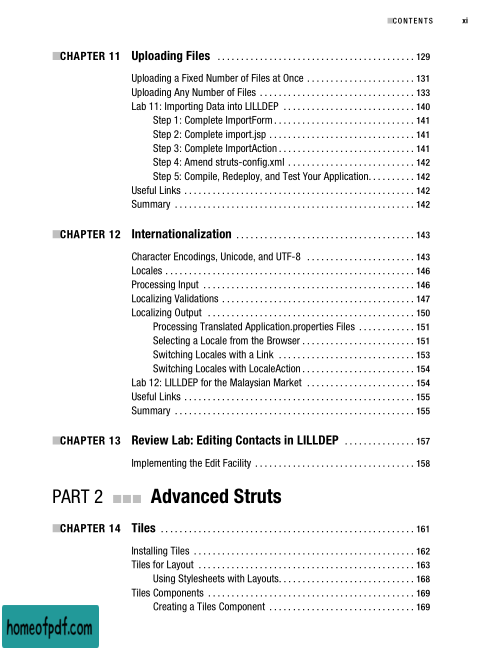 ■CONTENTS xi
■CHAPTER 11 Uploading Files . . . . . . . . . . . . . . . . . . . . 129
Uploading a Fixed Number of Files at Once . . . . . . . . . . 131
Uploading Any Number of Files . . . . . . . . . . 133
Lab 11: Importing Data into LILLDEP . . . . . . . . . . 140
Step 1: Complete ImportForm . . . . . . . . . . 141
Step 2: Complete import.jsp . . . . . . . . . . 141
Step 3: Complete ImportAction . . . . . . . . . . 141
Step 4: Amend struts-config.xml . . . . . . . . . . 142
Step 5: Compile, Redeploy, and Test Your Application. . . . . . . . . . 142
Useful Links . . . . . . . . . . 142
Summary . . . . . . . . . . 142
■CHAPTER 12 Internationalization . . . . . . . . . . 143
Character Encodings, Unicode, and UTF-8 . . . . . . . . . . 143
Locales . . . . . . . . . . 146
Processing Input . . . . . . . . . . 146
Localizing Validations . . . . . . . . . . 147
Localizing Output . . . . . . . . . . 150
Processing Translated Application.properties Files . . . . . . . . . . 151
Selecting a Locale from the Browser . . . . . . . . . . 151
Switching Locales with a Link . . . . . . . . . . 153
Switching Locales with LocaleAction . . . . . . . . . . 154
Lab 12: LILLDEP for the Malaysian Market . . . . . . . . . . 154
Useful Links . . . . . . . . . . 155
Summary . . . . . . . . . . 155
■CHAPTER 13 Review Lab: Editing Contacts in LILLDEP . . . . . . . . . . 157
Implementing the Edit Facility . . . . . . . . . . 158
PART 2 ■■■ Advanced Struts
■CHAPTER 14 Tiles . . . . . . . . . . 161
Installing Tiles . . . . . . . . . . 162
Tiles for Layout . . . . . . . . . . 163
Using Stylesheets with Layouts. . . . . . . . . . 168
Tiles Components . . . . . . . . . . 169
Creating a Tiles Component . . . . . . . . . . 169
homeofpdf.com